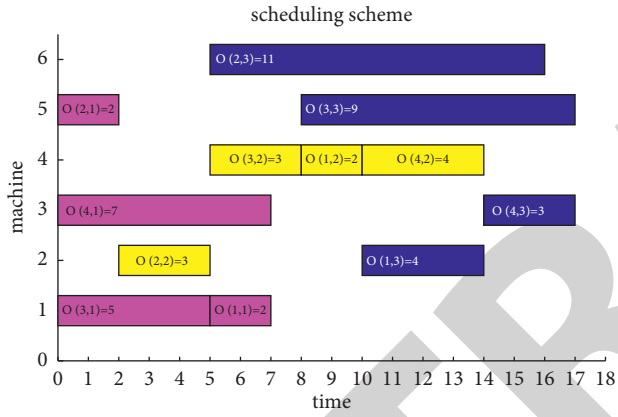 scheduling scheme
6
O (2,3)=11
5
O (2,1)=2
O (3,3)=9
4
O (3,2)=3
O (1,2)=2
O (4,2)=4
3
O (4,1)=7
O (4,3)=3
2
O (2,2)=3
O (1,3)=4
1
O (3,1)=5
O (1,1)=2
0
machine
0 1 2 3 4 5 6 7 8 9 10 11 12 13 14 15 16 17 18
time